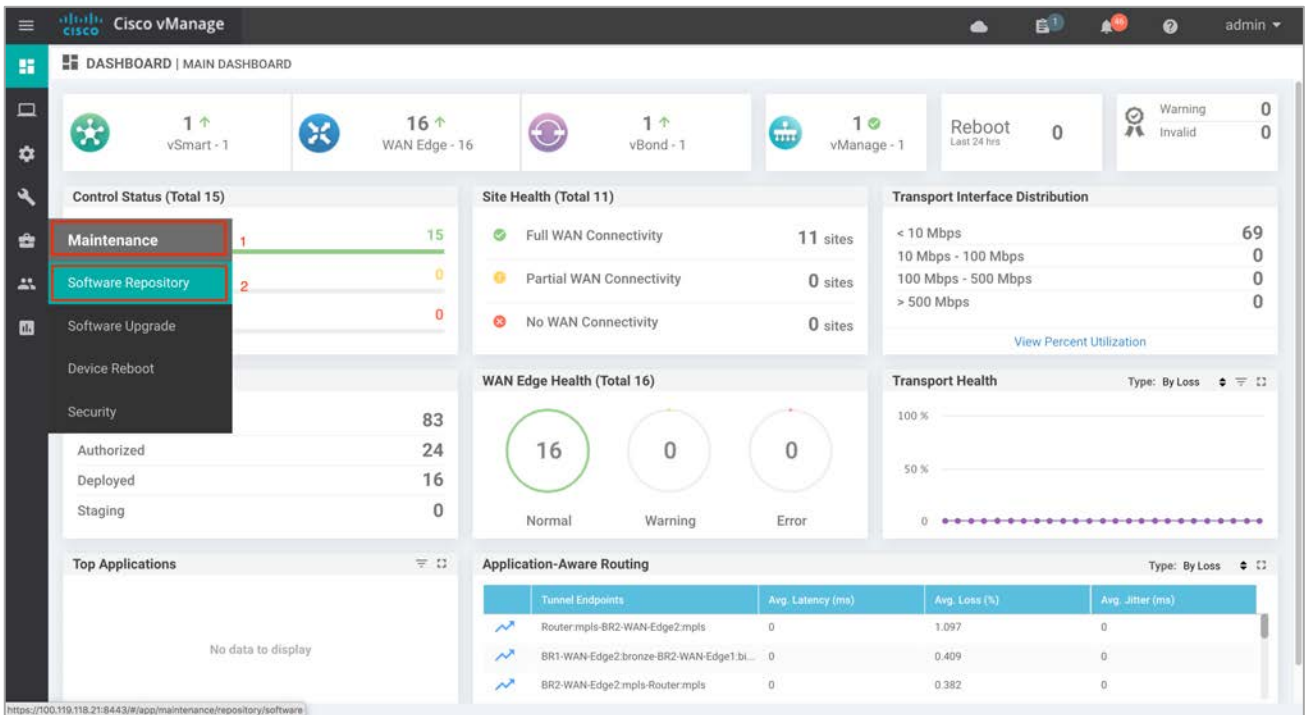 cisco Cisco vManage 1 46 admin
DASHBOARD | MAIN DASHBOARD
1
vSmart - 1
16
WAN Edge - 16
1
vBond - 1
1
vManage - 1
Reboot
Last 24 hrs
0
Warning 0
Invalid 0
Control Status (Total 15)
15
0
0
Maintenance 1
Software Repository 2
Software Upgrade
Device Reboot
Security
Site Health (Total 11)
Full WAN Connectivity 11 sites
Partial WAN Connectivity 0 sites
No WAN Connectivity 0 sites
Transport Interface Distribution
< 10 Mbps 69
10 Mbps - 100 Mbps 0
100 Mbps - 500 Mbps 0
> 500 Mbps 0
View Percent Utilization
83
Authorized 24
Deployed 16
Staging 0
WAN Edge Health (Total 16)
16 0 0
Normal Warning Error
Transport Health Type: By Loss
100 %
50 %
0
Top Applications
No data to display
Application-Aware Routing Type: By Loss
Tunnel Endpoints Avg. Latency (ms) Avg. Loss (%) Avg. Jitter (ms)
Router:mpls-BR2-WAN-Edge2:mpls 0 1.097 0
BR1-WAN-Edge2:bronze-BR2-WAN-Edge1:bi... 0 0.409 0
BR2-WAN-Edge2:mpls-Router:mpls 0 0.382 0
https://100.119.118.21:8443/#/app/maintenance/repository/software